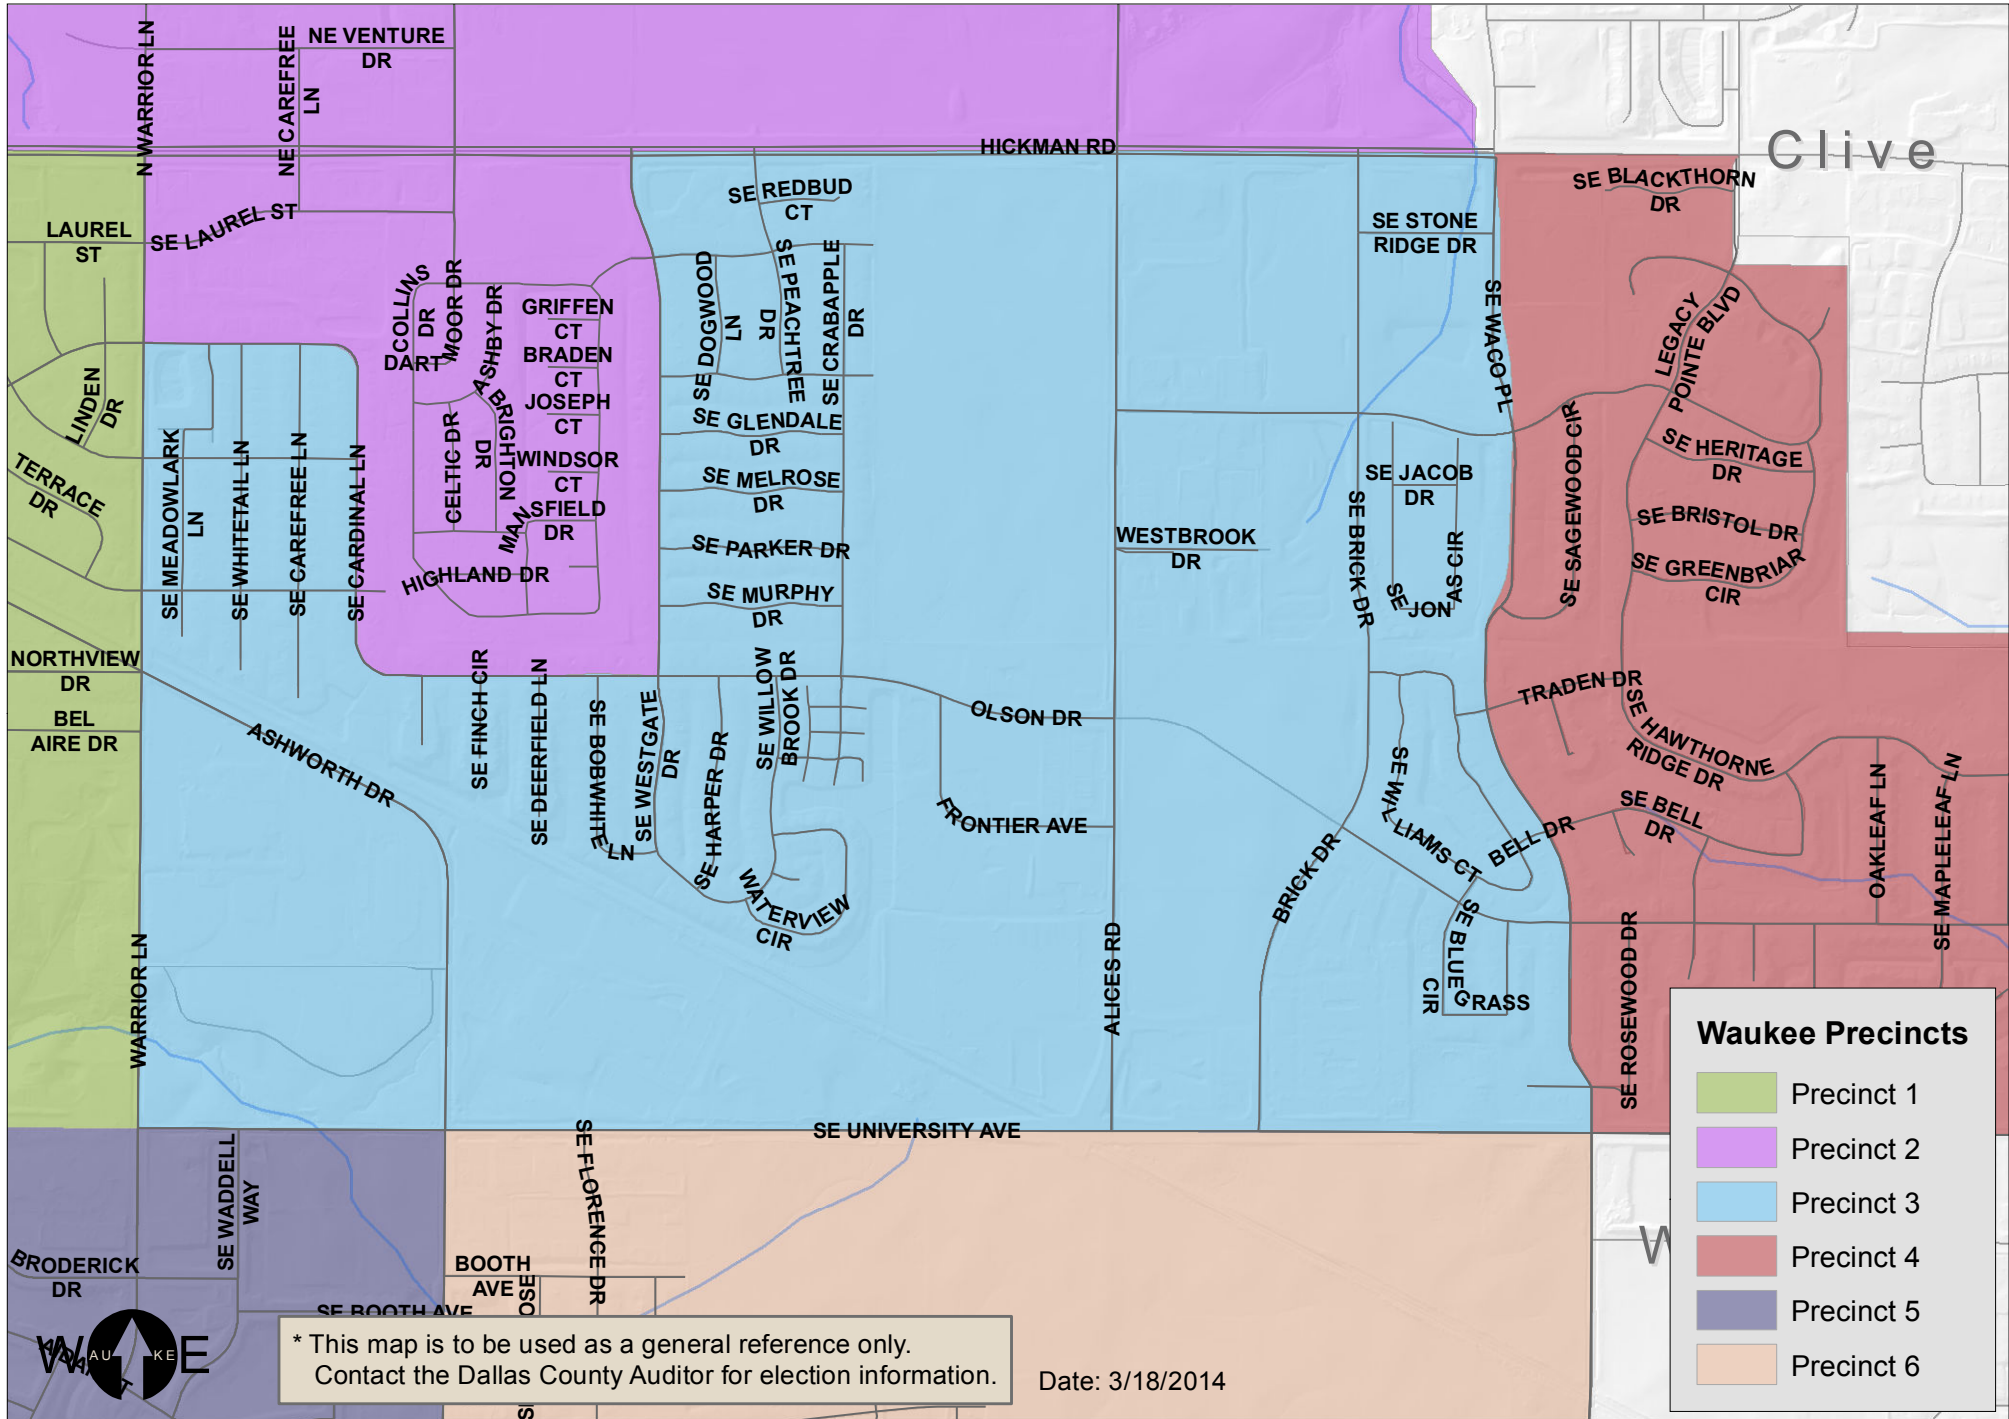 NE VENTURE
DR
N WARRIOR LN
NE CAREFREE
LN
HICKMAN RD
Clive
SE BLACKTHORN
DR
SE REDBUD
CT
LAUREL
ST
SE LAUREL ST
SE STONE
RIDGE DR
SE DOGWOOD
LN
SE PEACHTREE
DR
SE CRABAPPLE
DR
SE WACO PL
LEGACY
POINTE BLVD
COLLINS
DR
DART
MOOR DR
ASHBY DR
GRIFFEN
CT
BRADEN
CT
JOSEPH
CT
WINDSOR
CT
MANSFIELD
DR
BRIGHTON
DR
CELTIC DR
HIGHLAND DR
LINDEN
DR
TERRACE
DR
SE MEADOWLARK
LN
SE WHITETAIL LN
SE CAREFREE LN
SE CARDINAL LN
SE GLENDALE
DR
SE MELROSE
DR
SE PARKER DR
SE MURPHY
DR
WESTBROOK
DR
SE BRICK DR
SE JACOB
DR
SE JONAS CIR
SE SAGEWOOD CIR
SE HERITAGE
DR
SE BRISTOL DR
SE GREENBRIAR
CIR
NORTHVIEW
DR
BEL
AIRE DR
ASHWORTH DR
SE FINCH CIR
SE DEERFIELD LN
SE BOBWHITE LN
SE WESTGATE
DR
SE HARPER DR
SE WILLOW
BROOK DR
WATERVIEW
CIR
OLSON DR
FRONTIER AVE
TRADEN DR
SE HAWTHORNE
RIDGE DR
SE WILLIAMS CT
BELL DR
SE BELL
DR
OAKLEAF LN
SE MAPLELEAF LN
BRICK DR
SE BLUE
GRASS
CIR
SE ROSEWOOD DR
WARRIOR LN
ALICES RD
SE UNIVERSITY AVE
SE WADDELL
WAY
SE FLORENCE DR
BRODERICK
DR
BOOTH
AVE
SE BOOTH AVE
WAUKEE
* This map is to be used as a general reference only.
Contact the Dallas County Auditor for election information.
Date: 3/18/2014
Waukee Precincts
Precinct 1
Precinct 2
Precinct 3
Precinct 4
Precinct 5
Precinct 6